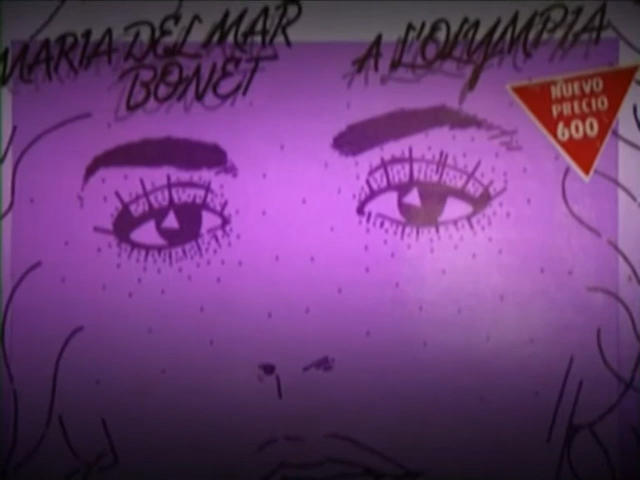 MARIA DEL MAR
BONET
A L'OLYMPIA
NUEVO
PRECIO
600